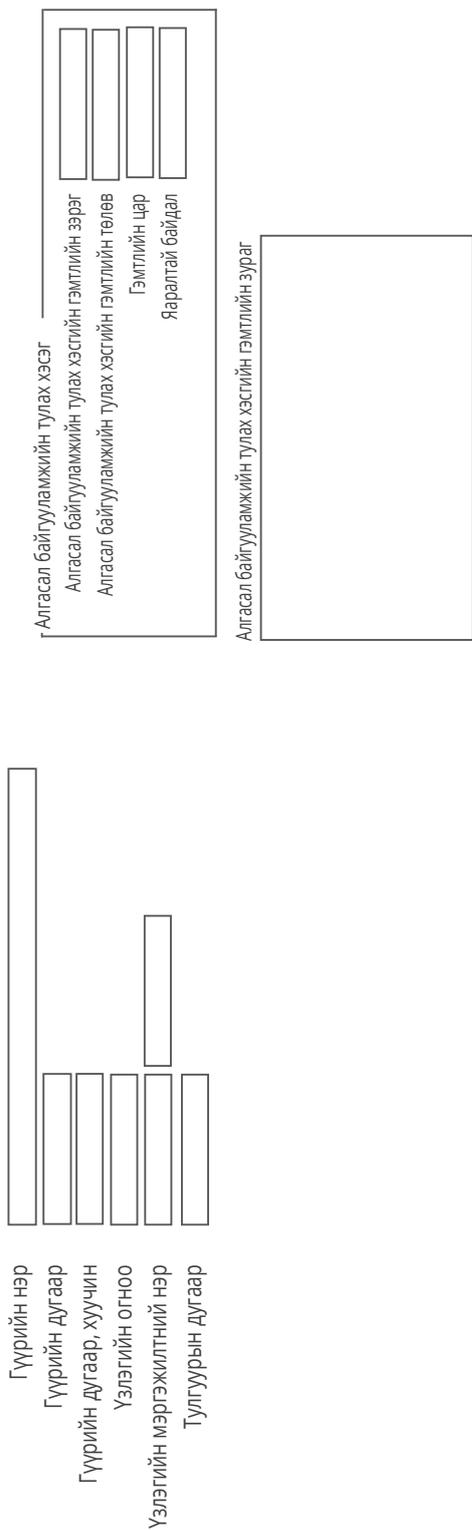 Гүүрийн нэр
Гүүрийн дугаар
Гүүрийн дугаар, хуучин
Үзлэгийн огноо
Үзлэгийн мэргэжилтний нэр
Тулгуурын дугаар
Алгасал байгууламжийн тулах хэсэг
Алгасал байгууламжийн тулах хэсгийн гэмтлийн зэрэг
Алгасал байгууламжийн тулах хэсгийн гэмтлийн төлөв
Гэмтлийн цар
Яаралтай байдал
Алгасал байгууламжийн тулах хэсгийн гэмтлийн зураг